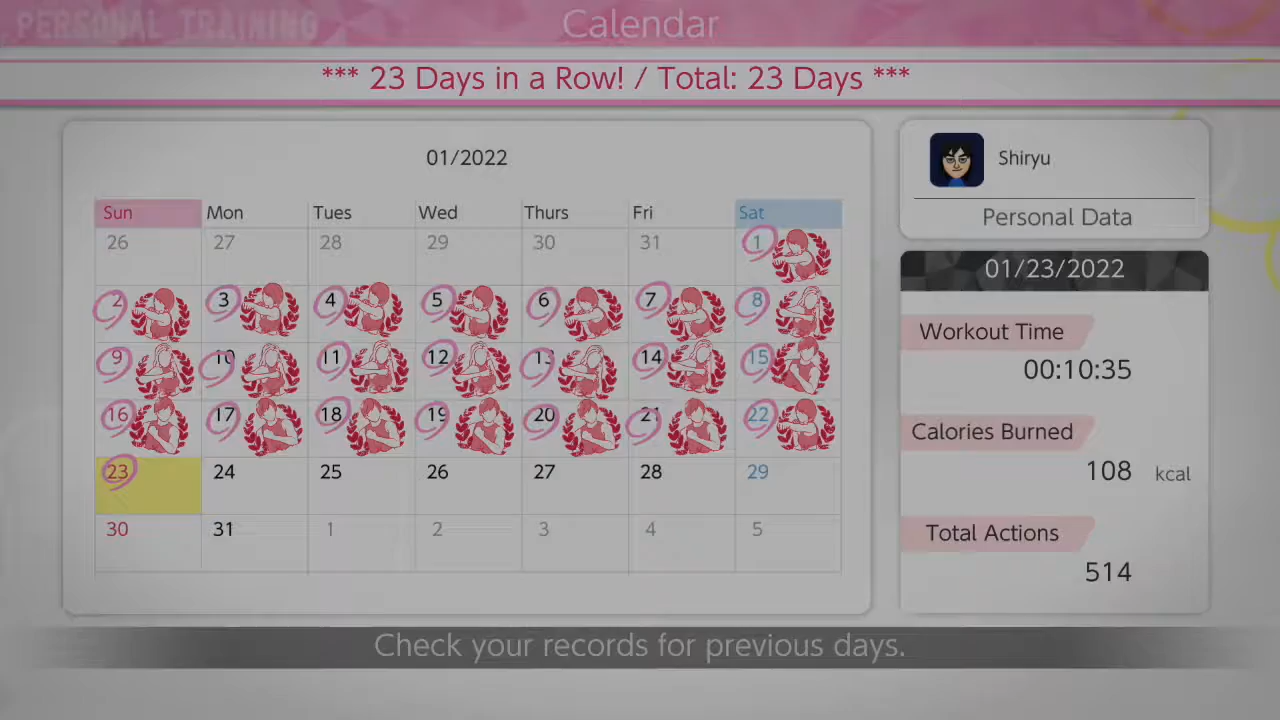 PERSONAL TRAINING
Calendar
*** 23 Days in a Row! / Total: 23 Days ***
01/2022
Sun Mon Tues Wed Thurs Fri Sat
26 27 28 29 30 31 1
2 3 4 5 6 7 8
9 10 11 12 13 14 15
16 17 18 19 20 21 22
23 24 25 26 27 28 29
30 31 1 2 3 4 5
Shiryu
Personal Data
01/23/2022
Workout Time
00:10:35
Calories Burned
108 kcal
Total Actions
514
Check your records for previous days.